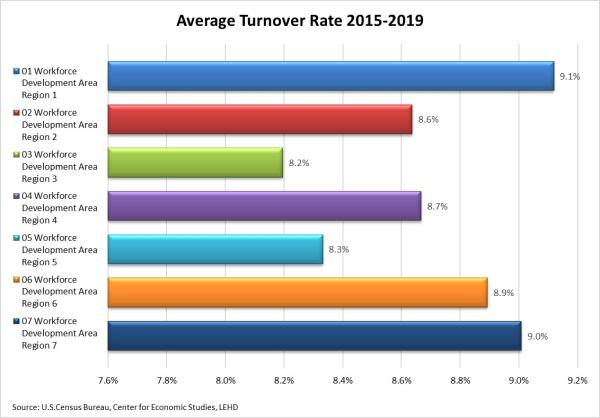 Average Turnover Rate 2015-2019
01 Workforce
Development Area
Region 1
9.1%
02 Workforce
Development Area
Region 2
8.6%
03 Workforce
Development Area
Region 3
8.2%
04 Workforce
Development Area
Region 4
8.7%
05 Workforce
Development Area
Region 5
8.3%
06 Workforce
Development Area
Region 6
8.9%
07 Workforce
Development Area
Region 7
9.0%
7.6% 7.8% 8.0% 8.2% 8.4% 8.6% 8.8% 9.0% 9.2%
Source: U.S.Census Bureau, Center for Economic Studies, LEHD